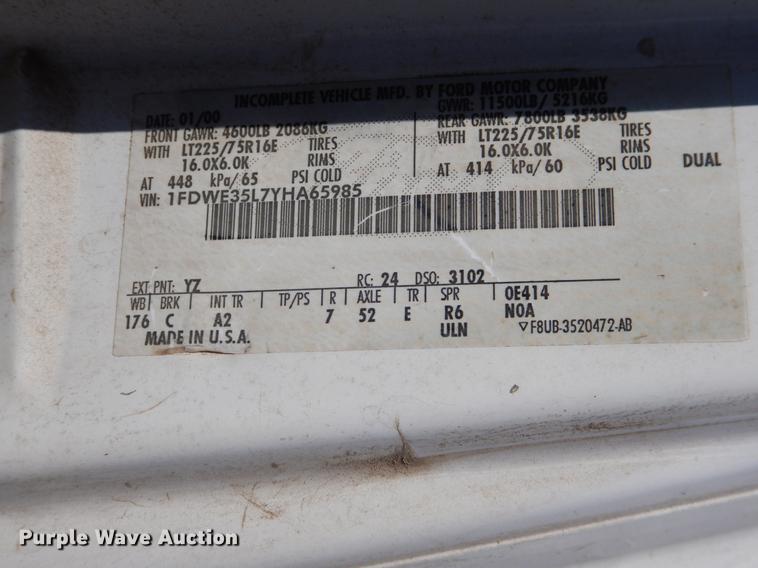 INCOMPLETE VEHICLE MFD. BY FORD MOTOR COMPANY
DATE: 01/00 GVWR: 11500LB/ 5216KG
FRONT GAWR: 4600LB 2086KG REAR GAWR: 7800LB 3538KG
WITH LT225/75R16E TIRES WITH LT225/75R16E TIRES
16.0X6.0K RIMS 16.0X6.0K RIMS
AT 448 kPa/65 PSI COLD AT 414 kPa/60 PSI COLD DUAL
VIN: 1FDWE35L7YHA65985
EXT PNT: YZ RC: 24 DSO: 3102
WB BRK INT TR TP/PS R AXLE TR SPR 0E414
176 C A2 7 52 E R6 NOA
MADE IN U.S.A. ULN ▽F8UB-3520472-AB
Purple Wave Auction